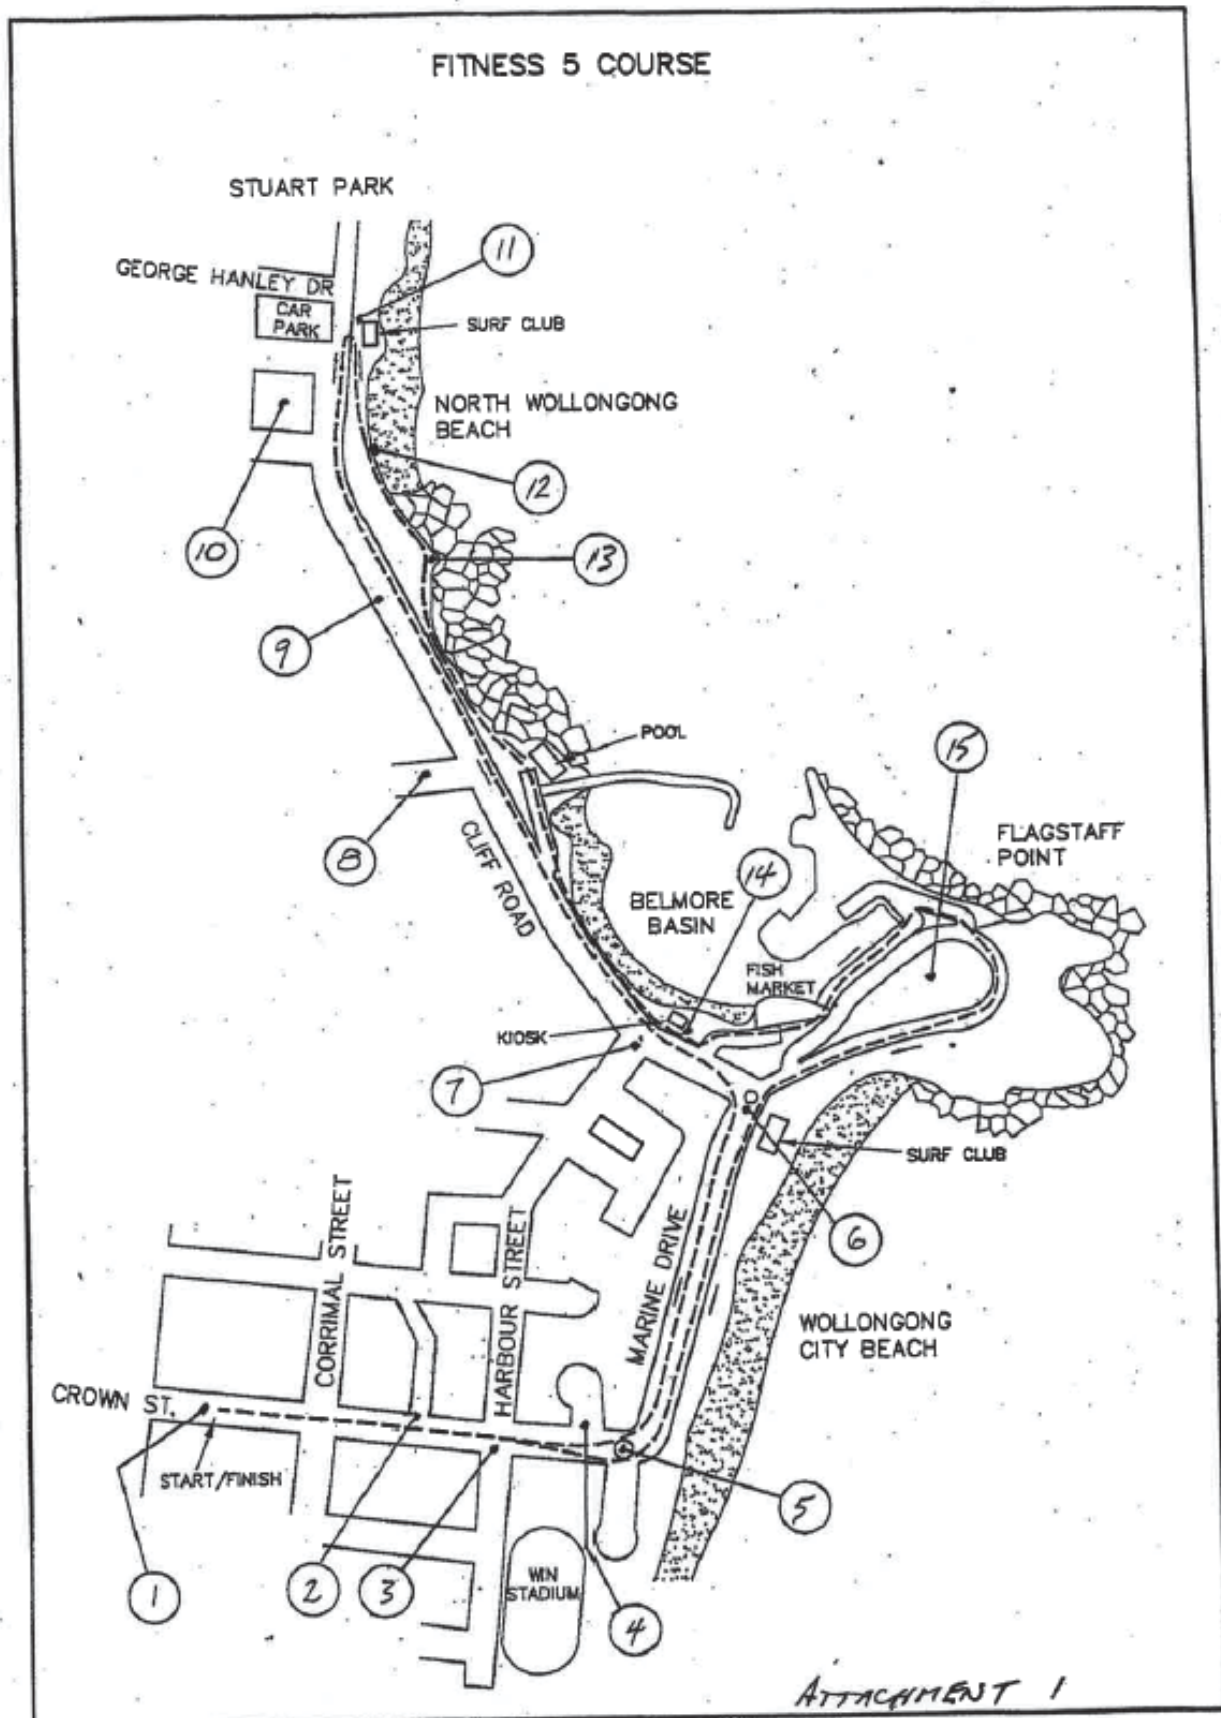 FITNESS 5 COURSE
STUART PARK
11
GEORGE HANLEY DR
CAR
PARK
SURF CLUB
NORTH WOLLONGONG
BEACH
12
10
13
9
POOL
15
8
CLIFF ROAD
FLAGSTAFF
POINT
14
BELMORE
BASIN
FISH
MARKET
KIOSK
7
SURF CLUB
6
CORRIMAL STREET
HARBOUR STREET
MARINE DRIVE
WOLLONGONG
CITY BEACH
CROWN ST.
START/FINISH
5
1
2
3
WIN
STADIUM
4
ATTACHMENT 1